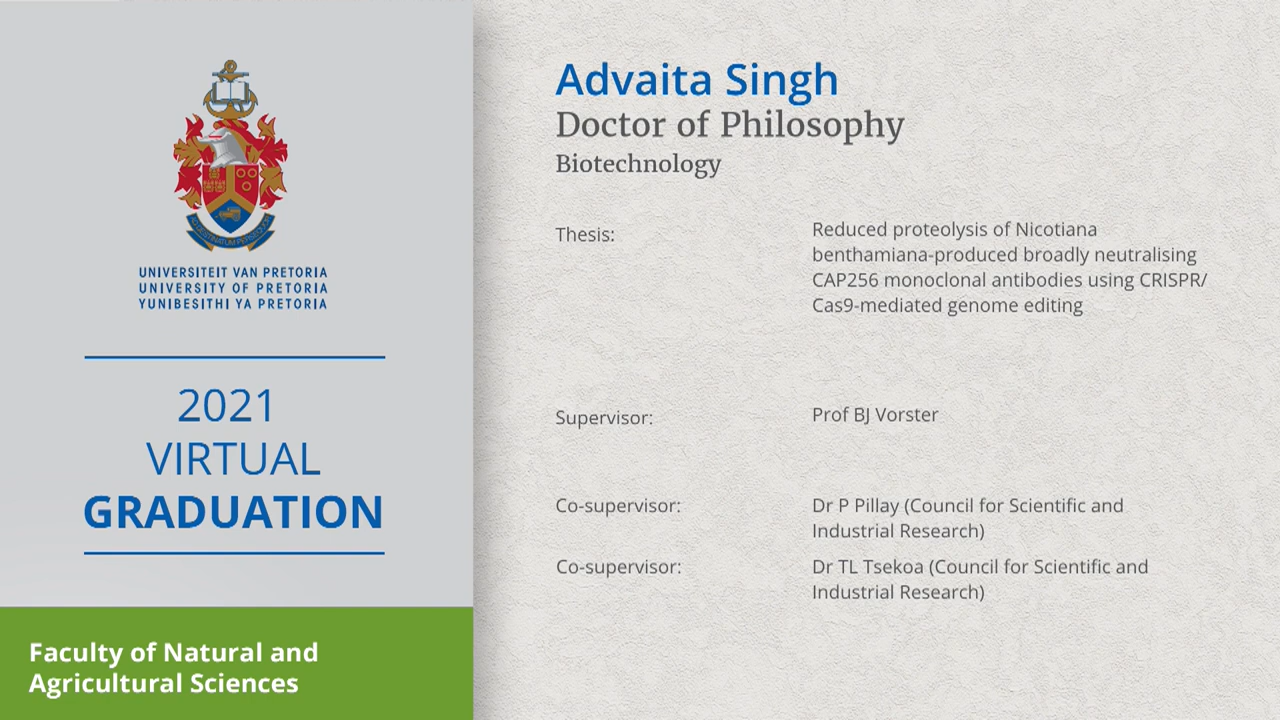 UNIVERSITEIT VAN PRETORIA
UNIVERSITY OF PRETORIA
YUNIBESITHI YA PRETORIA
2021
VIRTUAL
GRADUATION
Faculty of Natural and
Agricultural Sciences
Advaita Singh
Doctor of Philosophy
Biotechnology
Thesis:
Reduced proteolysis of Nicotiana
benthamiana-produced broadly neutralising
CAP256 monoclonal antibodies using CRISPR/
Cas9-mediated genome editing
Supervisor:
Prof BJ Vorster
Co-supervisor:
Dr P Pillay (Council for Scientific and
Industrial Research)
Co-supervisor:
Dr TL Tsekoa (Council for Scientific and
Industrial Research)